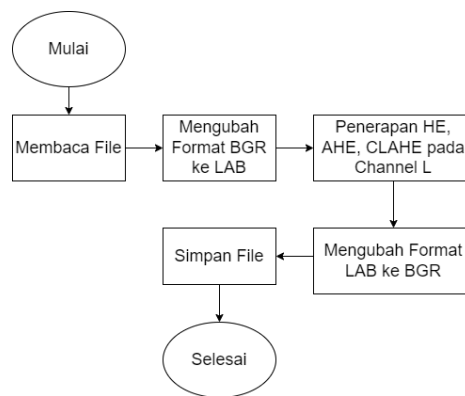 Mulai
Membaca File
Mengubah
Format BGR
ke LAB
Penerapan HE,
AHE, CLAHE pada
Channel L
Mengubah Format
LAB ke BGR
Simpan File
Selesai